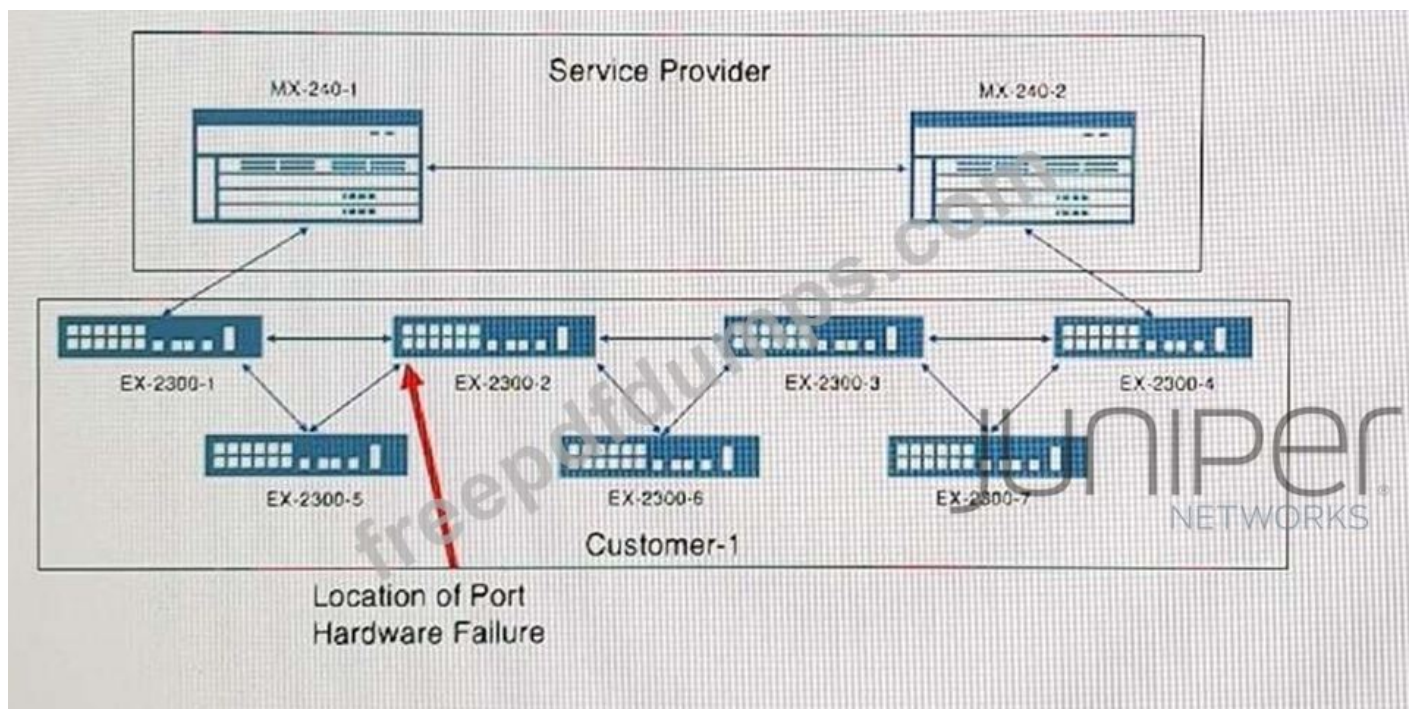 Service Provider
MX-240-1
MX-240-2
EX-2300-1
EX-2300-2
EX-2300-3
EX-2300-4
EX-2300-5
EX-2300-6
EX-2300-7
Customer-1
Location of Port
Hardware Failure
freepdfdumps.com
JUNIPEr
NETWORKS